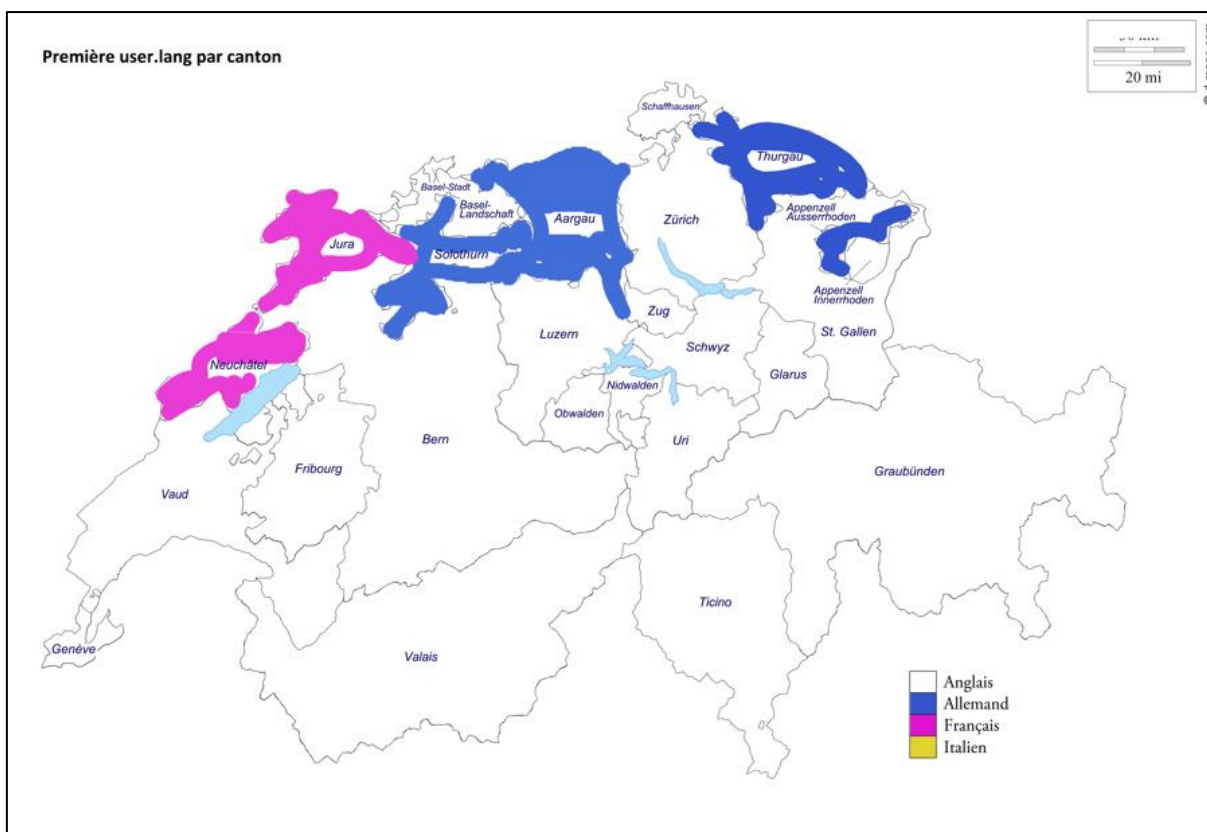 Première user.lang par canton
20 mi
Schaffhausen
Thurgau
Basel-Stadt
Basel-
Landschaft
Aargau
Zürich
Appenzell
Ausserrhoden
Jura
Solothurn
Appenzell
Innerrhoden
Zug
Luzern
Schwyz
St. Gallen
Neuchâtel
Glarus
Nidwalden
Obwalden
Bern
Uri
Fribourg
Graubünden
Vaud
Ticino
Genève
Valais
Anglais
Allemand
Français
Italien